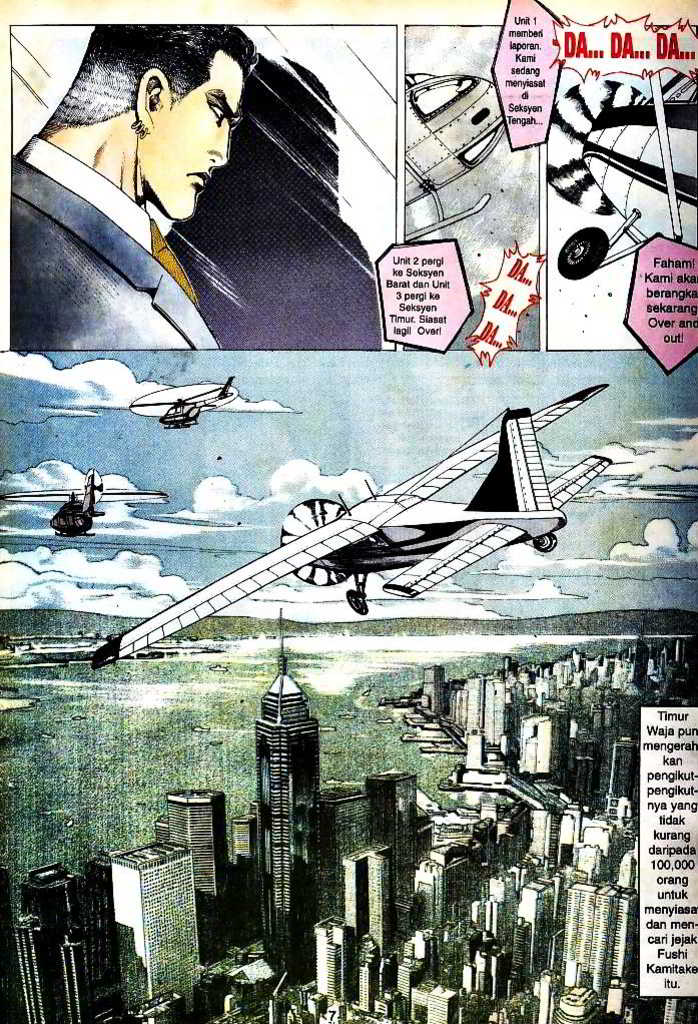 Unit 1
memberi
laporan.
Kami
sedang
menyiasat
di
Seksyen
Tengah...
DA... DA... DA...
Unit 2 pergi
ke Seksyen
Barat dan Unit
3 pergi ke
Seksyen
Timur. Siasat
lagi! Over!
DA...
DA...
DA...
Faham!
Kami akan
berangkat
sekarang.
Over and
out!
Timur
Waja pun
mengerah
kan
pengikut-
pengikut-
nya yang
tidak
kurang
daripada
100,000
orang
untuk
menyiasat
dan men-
cari jejak
Fushi
Kamitake
itu.
7